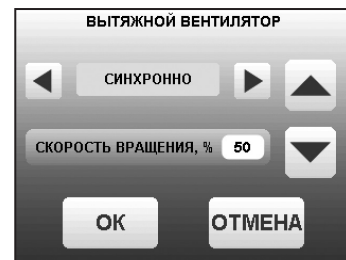 ВЫТЯЖНОЙ ВЕНТИЛЯТОР
СИНХРОННО
СКОРОСТЬ ВРАЩЕНИЯ, % 50
ОК ОТМЕНА